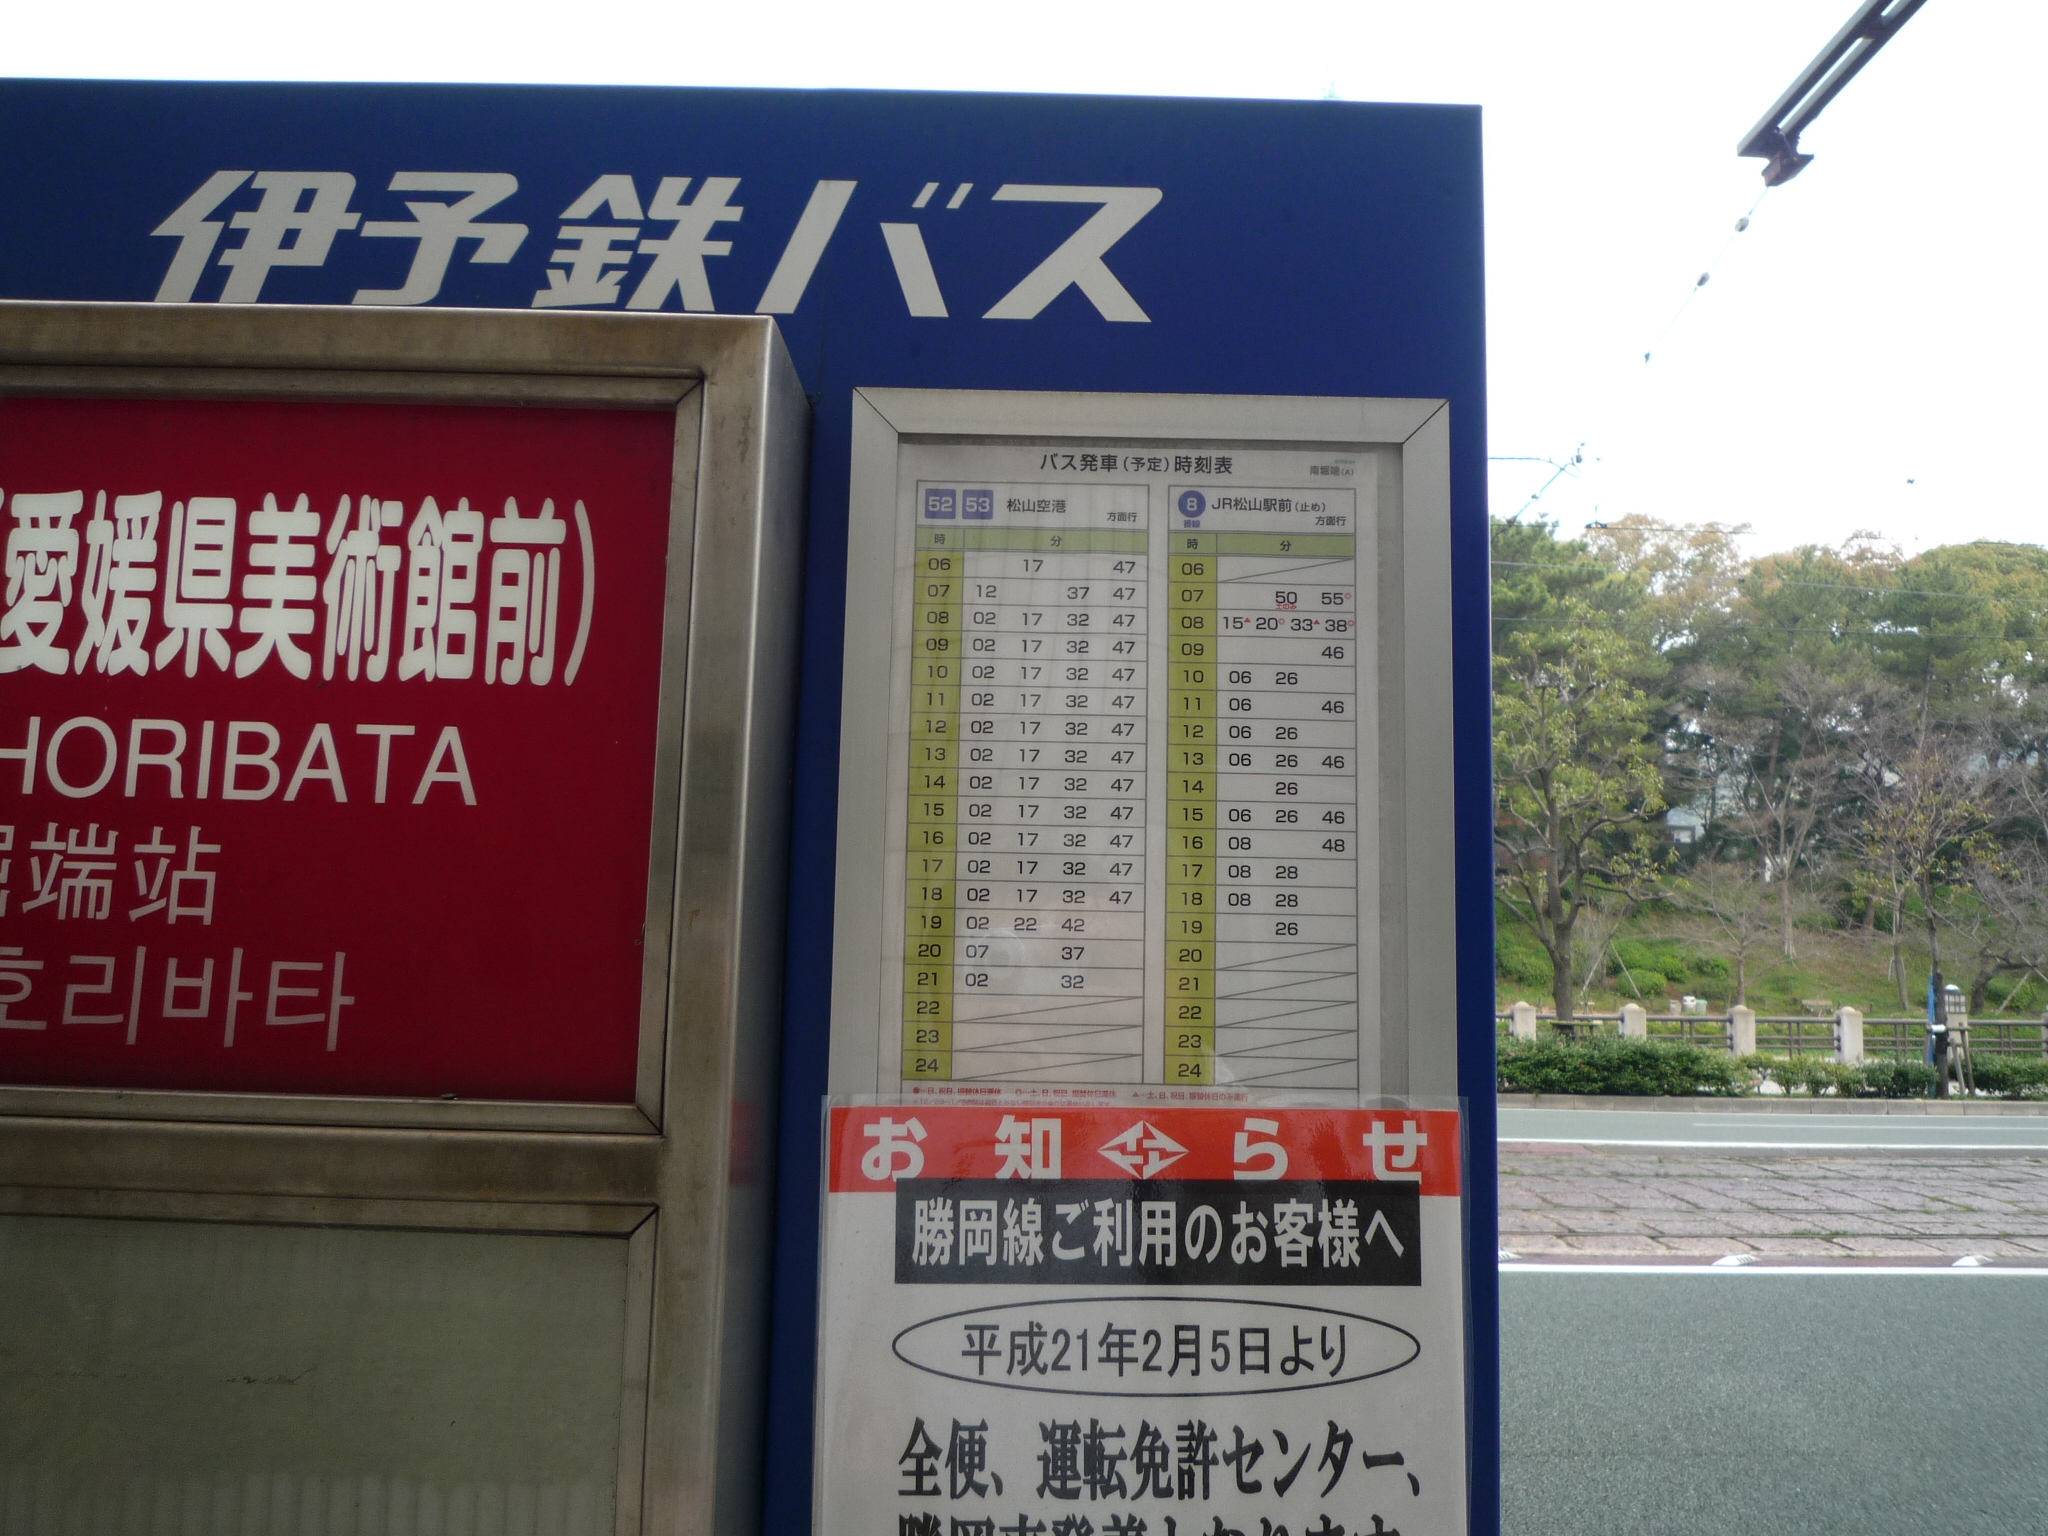 伊予鉄バス
(愛媛県美術館前)
HORIBATA
端站
호리바타
バス発車(予定)時刻表
南堀端(A)
52 53 松山空港 方面行
時 分
06 17 47
07 12 37 47
08 02 17 32 47
09 02 17 32 47
10 02 17 32 47
11 02 17 32 47
12 02 17 32 47
13 02 17 32 47
14 02 17 32 47
15 02 17 32 47
16 02 17 32 47
17 02 17 32 47
18 02 17 32 47
19 02 22 42
20 07 37
21 02 32
22
23
24
8 JR松山駅前(止め) 方面行
時 分
06
07 50 55○
土のみ
08 15▲ 20○ 33▲ 38○
09 46
10 06 26
11 06 46
12 06 26
13 06 26 46
14 26
15 06 26 46
16 08 48
17 08 28
18 08 28
19 26
20
21
22
23
24
お知らせ
勝岡線ご利用のお客様へ
平成21年2月5日より
全便、運転免許センター、